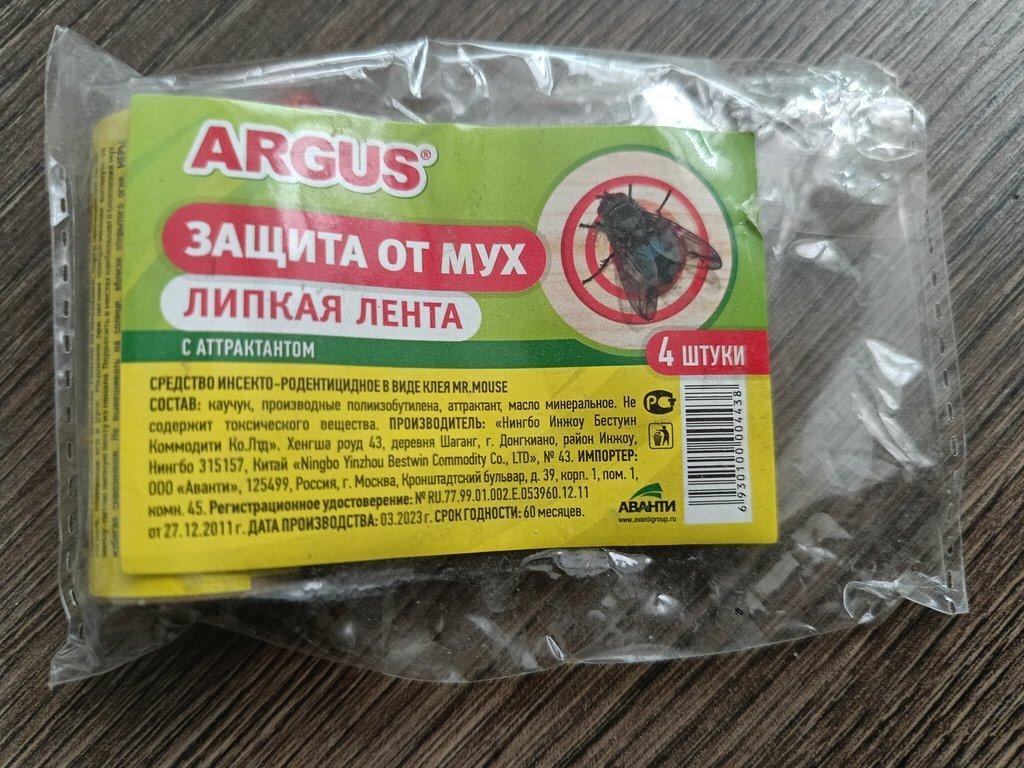 ARGUS®
ЗАЩИТА ОТ МУХ
ЛИПКАЯ ЛЕНТА
С АТТРАКТАНТОМ
4 ШТУКИ
СРЕДСТВО ИНСЕКТО-РОДЕНТИЦИДНОЕ В ВИДЕ КЛЕЯ MR.MOUSE
СОСТАВ: каучук, производные полиизобутилена, аттрактант, масло минеральное. Не
содержит токсического вещества. ПРОИЗВОДИТЕЛЬ: «Нингбо Инжоу Бестуин
Коммодити Ко.Лтд». Хенгша роуд 43, деревня Шаганг, г. Донгкиано, район Инжоу,
Нингбо 315157, Китай «Ningbo Yinzhou Bestwin Commodity Co., LTD», № 43. ИМПОРТЕР:
ООО «Аванти», 125499, Россия, г. Москва, Кронштадтский бульвар, д. 39, корп. 1, пом. 1,
комн. 45. Регистрационное удостоверение: № RU.77.99.01.002.Е.053960.12.11
от 27.12.2011 г. ДАТА ПРОИЗВОДСТВА: 03.2023 г. СРОК ГОДНОСТИ: 60 месяцев.
АВАНТИ
www.avantigroup.ru
6 930100 004438